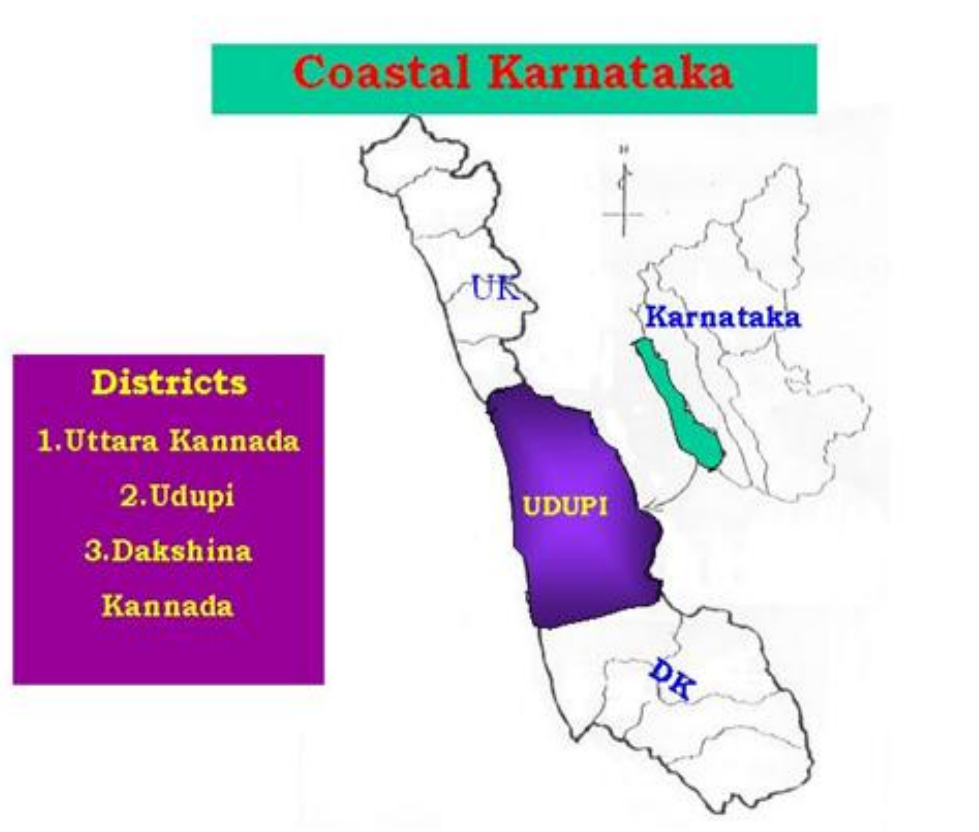 Coastal Karnataka
N
UK
Karnataka
Districts
1.Uttara Kannada
2.Udupi
3.Dakshina
Kannada
UDUPI
DK